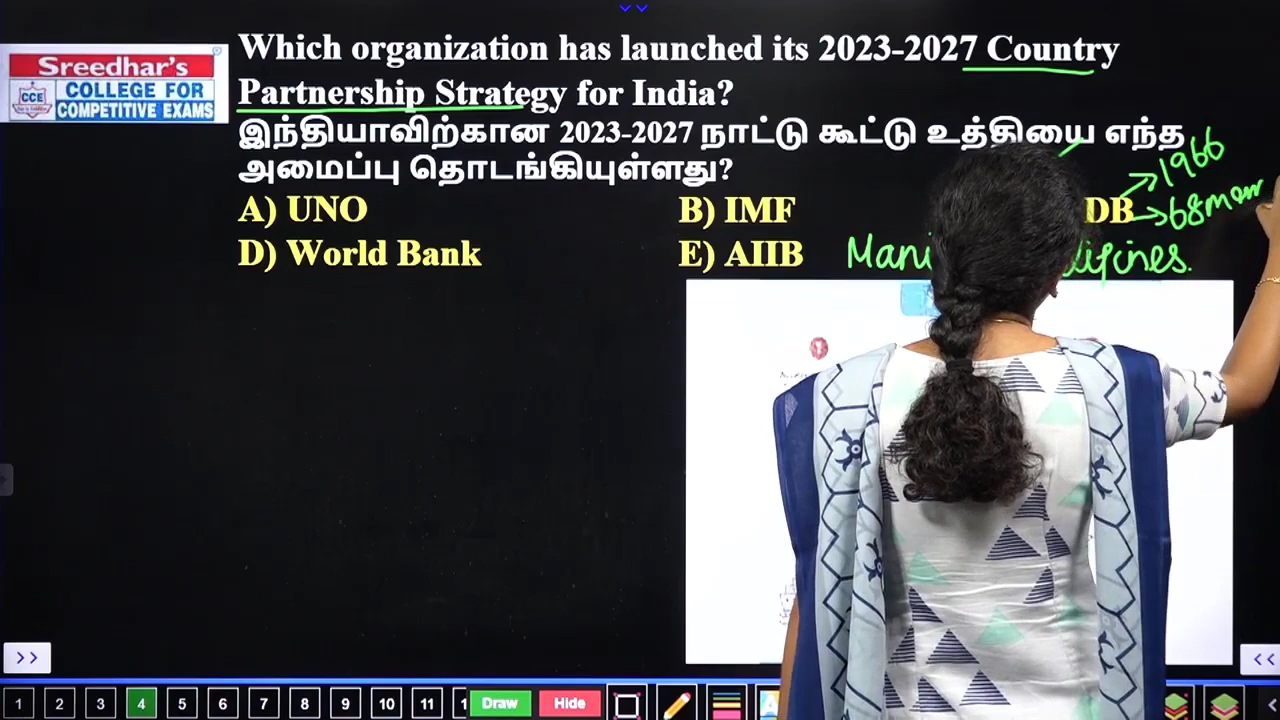 Which organization has launched its 2023-2027 Country
Partnership Strategy for India?
Sreedhar's
CCE
COLLEGE FOR
COMPETITIVE EXAMS
இந்தியாவிற்கான 2023-2027 நாட்டு கூட்டு உத்தியை எந்த
அமைப்பு தொடங்கியுள்ளது?
1966
A) UNO B) IMF DB 68mem
D) World Bank E) AIIB
>> <<
1 2 3 4 5 6 7 8 9 10 11 Draw Hide